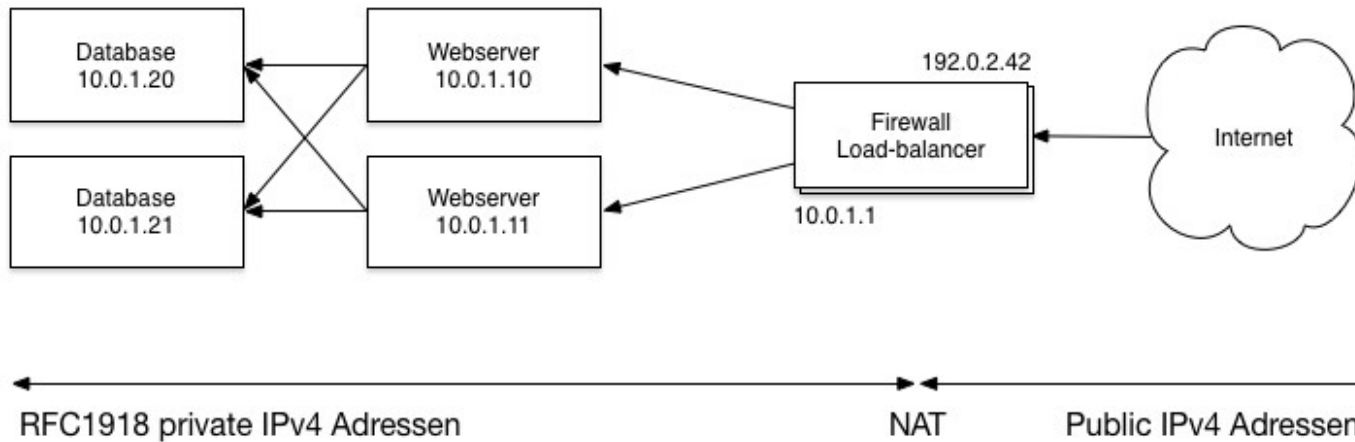 Database
10.0.1.20
Webserver
10.0.1.10
192.0.2.42
Firewall
Load-balancer
Internet
Database
10.0.1.21
Webserver
10.0.1.11
10.0.1.1
RFC1918 private IPv4 Adressen
NAT
Public IPv4 Adressen